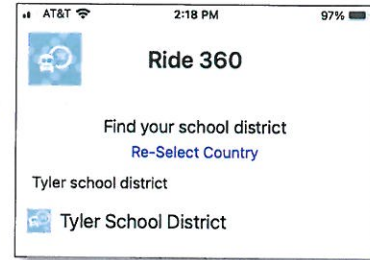 AT&T 2:18 PM 97%
Ride 360
Find your school district
Re-Select Country
Tyler school district
Tyler School District